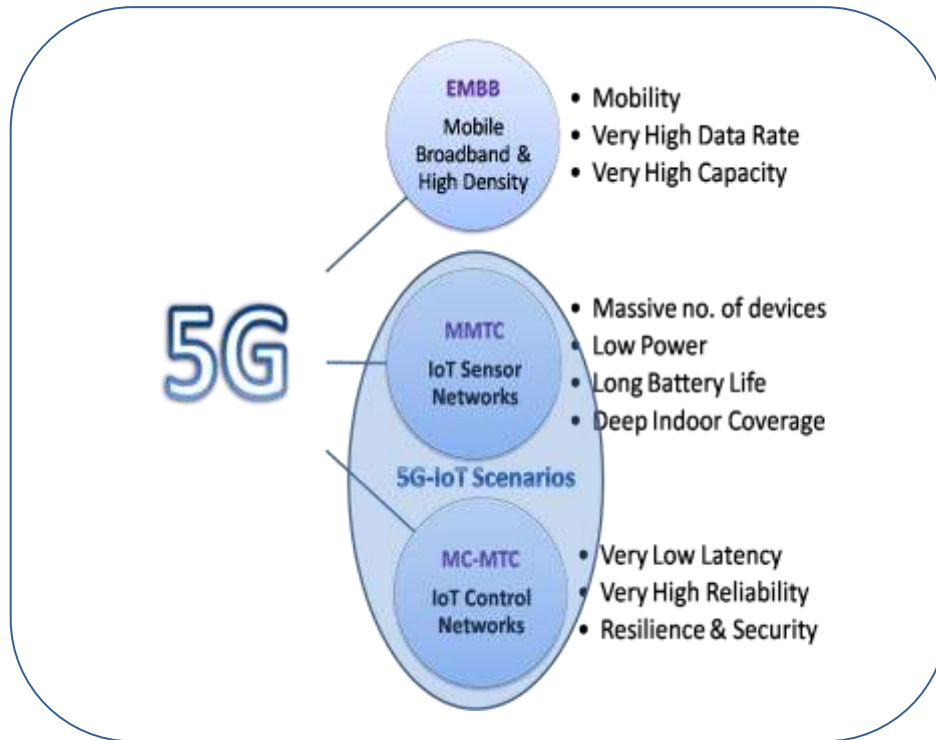 EMBB
Mobile
Broadband &
High Density
• Mobility
• Very High Data Rate
• Very High Capacity
5G
MMTC
IoT Sensor
Networks
• Massive no. of devices
• Low Power
• Long Battery Life
• Deep Indoor Coverage
5G-IoT Scenarios
MC-MTC
IoT Control
Networks
• Very Low Latency
• Very High Reliability
• Resilience & Security